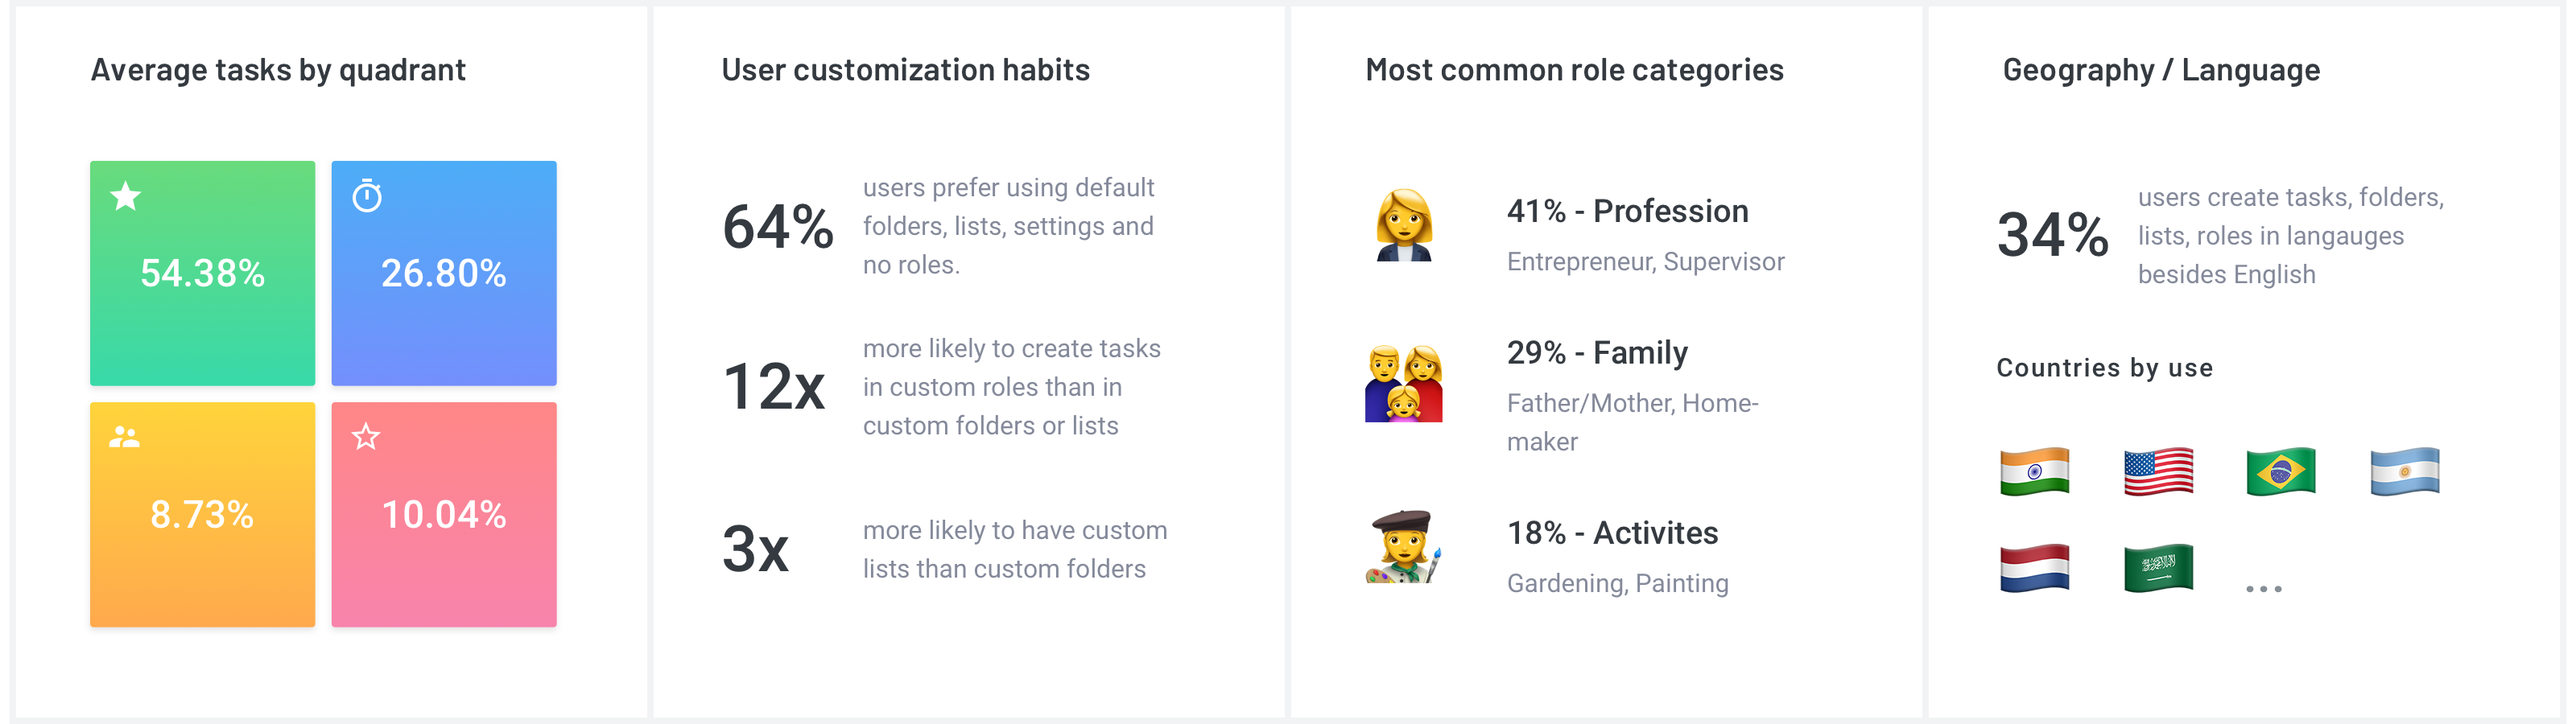 Average tasks by quadrant
54.38%
26.80%
8.73%
10.04%
User customization habits
64%
users prefer using default
folders, lists, settings and
no roles.
12x
more likely to create tasks
in custom roles than in
custom folders or lists
3x
more likely to have custom
lists than custom folders
Most common role categories
41% - Profession
Entrepreneur, Supervisor
29% - Family
Father/Mother, Home-
maker
18% - Activites
Gardening, Painting
Geography / Language
34%
users create tasks, folders,
lists, roles in langauges
besides English
Countries by use
...